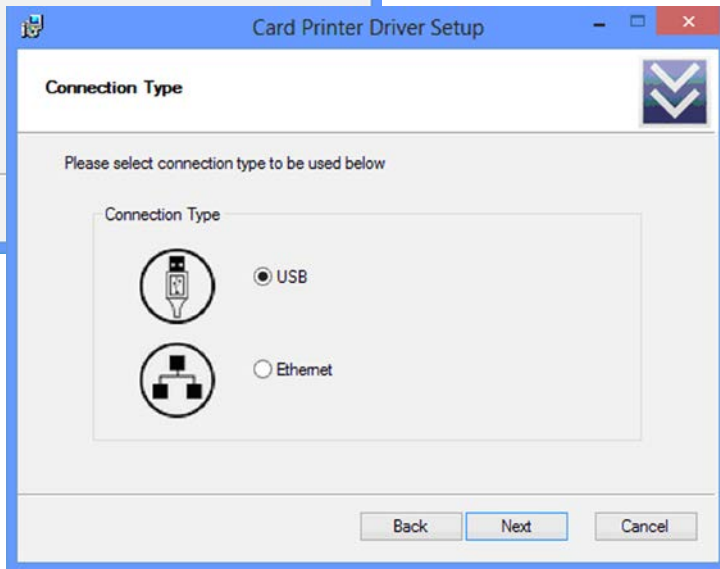 Card Printer Driver Setup
Connection Type
Please select connection type to be used below
Connection Type
USB
Ethernet
Back Next Cancel